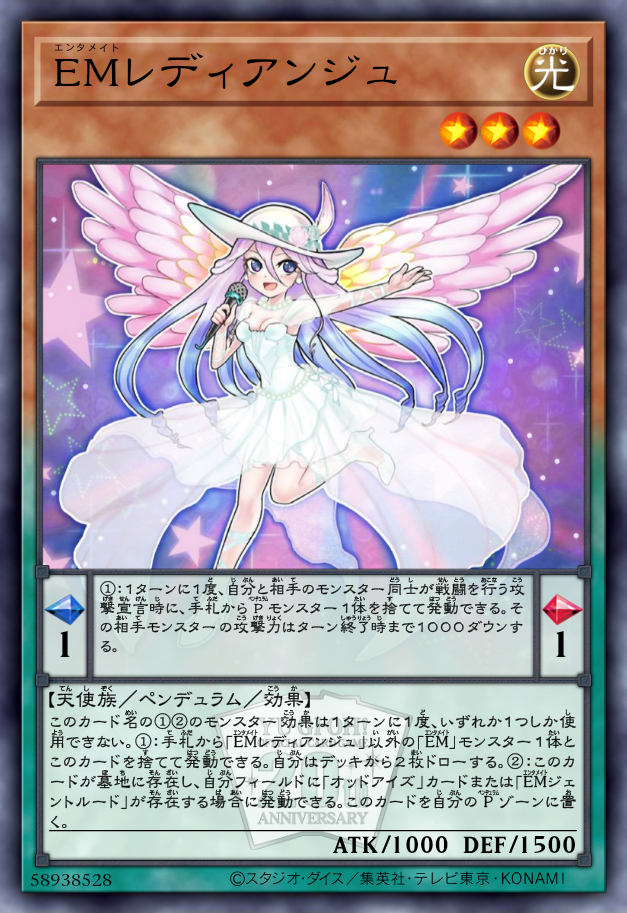 エンタメイト
EMレディアンジュ
ひかり
光
①：1ターンに1度、自分と相手のモンスター同士が戦闘を行う攻
撃宣言時に、手札からPモンスター1体を捨てて発動できる。そ
の相手モンスターの攻撃力はターン終了時まで1000ダウンす
る。
1
1
【天使族／ペンデュラム／効果】
このカード名の①②のモンスター効果は1ターンに1度、いずれか1つしか使
用できない。①：手札から「EMレディアンジュ」以外の「EM」モンスター1体と
このカードを捨てて発動できる。自分はデッキから2枚ドローする。②：このカ
ードが墓地に存在し、自分フィールドに「オッドアイズ」カードまたは「EMジェ
ントルード」が存在する場合に発動できる。このカードを自分のPゾーンに置
く。
ANNIVERSARY
ATK/1000 DEF/1500
58938528
©スタジオ・ダイス／集英社・テレビ東京・KONAMI